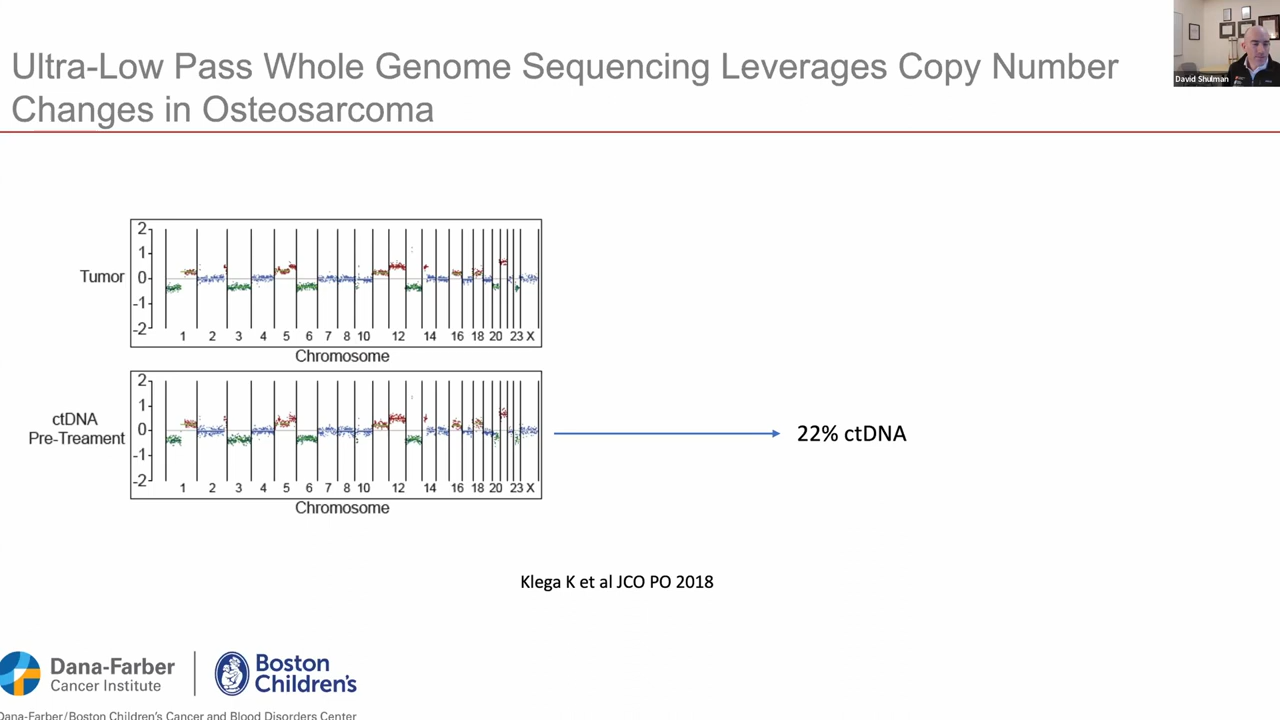 Ultra-Low Pass Whole Genome Sequencing Leverages Copy Number
Changes in Osteosarcoma
David Shulman
2
1
Tumor 0
-1
-2
1 2 3 4 5 6 7 8 10 12 14 16 18 20 23 X
Chromosome
2
1
ctDNA
Pre-Treament
0
-1
-2
1 2 3 4 5 6 7 8 10 12 14 16 18 20 23 X
Chromosome
22% ctDNA
Klega K et al JCO PO 2018
Dana-Farber
Cancer Institute
Boston
Children's
Dana-Farber/Boston Children's Cancer and Blood Disorders Center